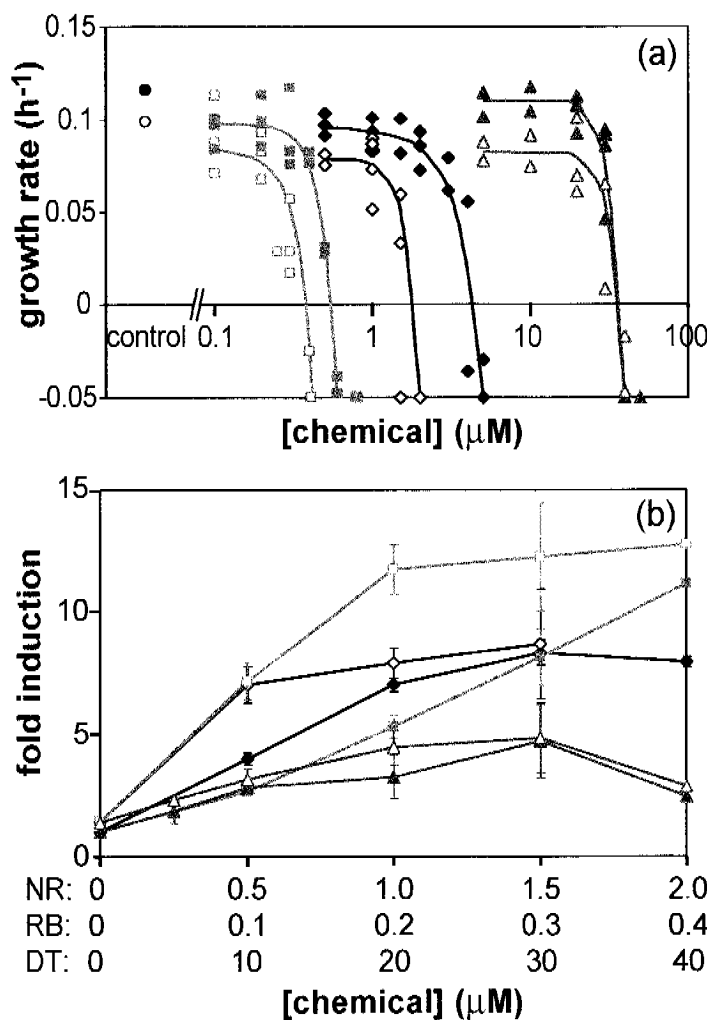 (a)
growth rate (h-1)
0.15
0.1
0.05
0
-0.05
control 0.1 1 10 100
[chemical] (μM)
(b)
fold induction
15
10
5
0
NR: 0 0.5 1.0 1.5 2.0
RB: 0 0.1 0.2 0.3 0.4
DT: 0 10 20 30 40
[chemical] (μM)